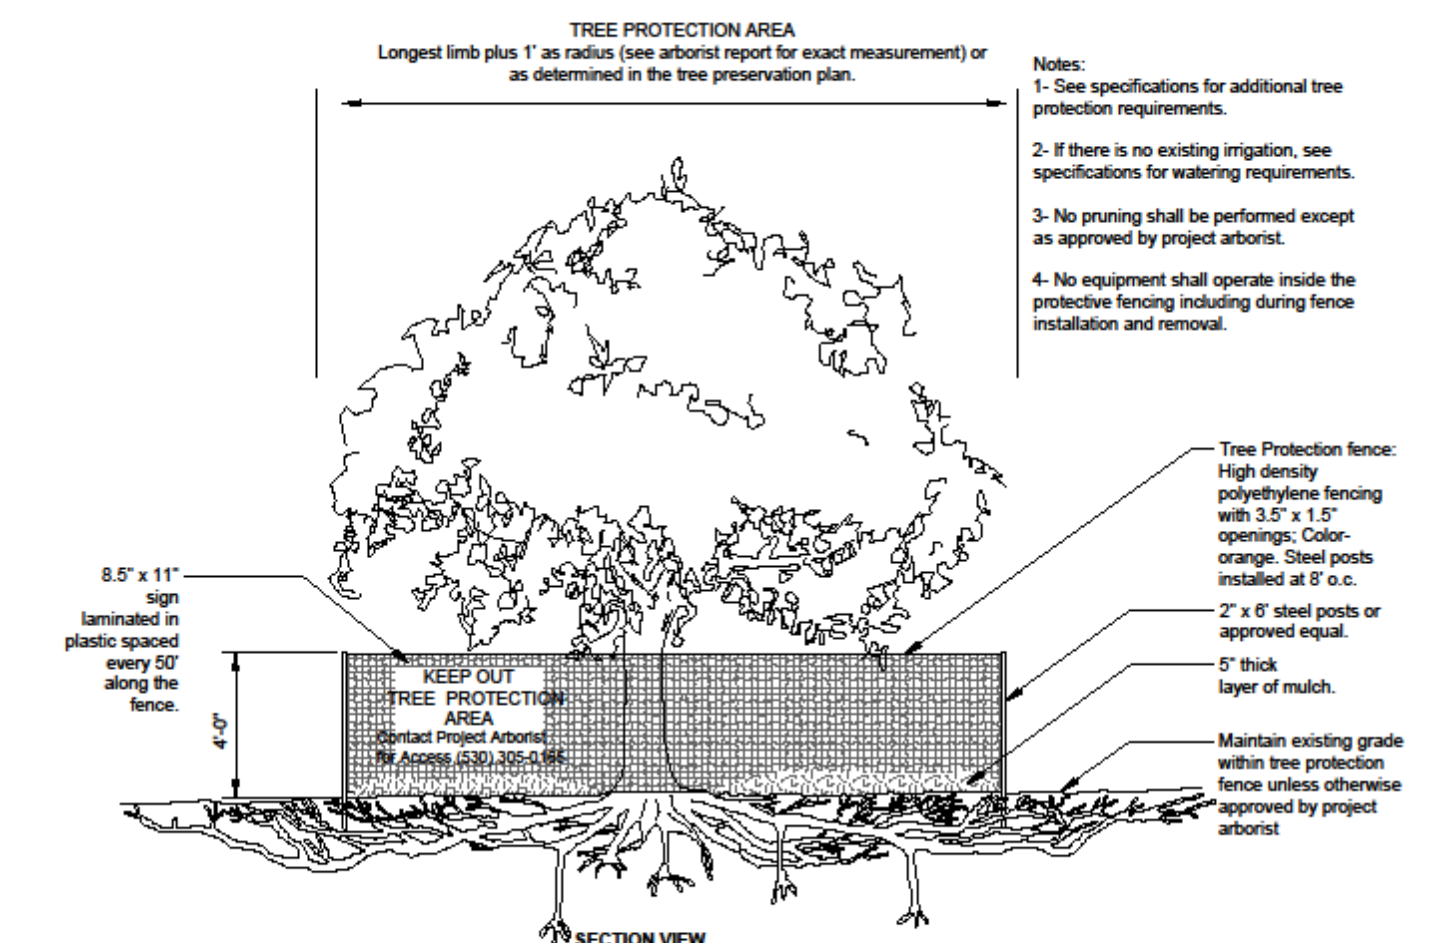 TREE PROTECTION AREA
Longest limb plus 1' as radius (see arborist report for exact measurement) or
as determined in the tree preservation plan.
Notes:
1- See specifications for additional tree
protection requirements.
2- If there is no existing irrigation, see
specifications for watering requirements.
3- No pruning shall be performed except
as approved by project arborist.
4- No equipment shall operate inside the
protective fencing including during fence
installation and removal.
Tree Protection fence:
High density
polyethylene fencing
with 3.5" x 1.5"
openings; Color-
orange. Steel posts
installed at 8' o.c.
2" x 6' steel posts or
approved equal.
5" thick
layer of mulch.
Maintain existing grade
within tree protection
fence unless otherwise
approved by project
arborist
8.5" x 11"
sign
laminated in
plastic spaced
every 50'
along the
fence.
4'-0"
KEEP OUT
TREE PROTECTION
AREA
Contact Project Arborist
for Access (530) 305-0165
SECTION VIEW